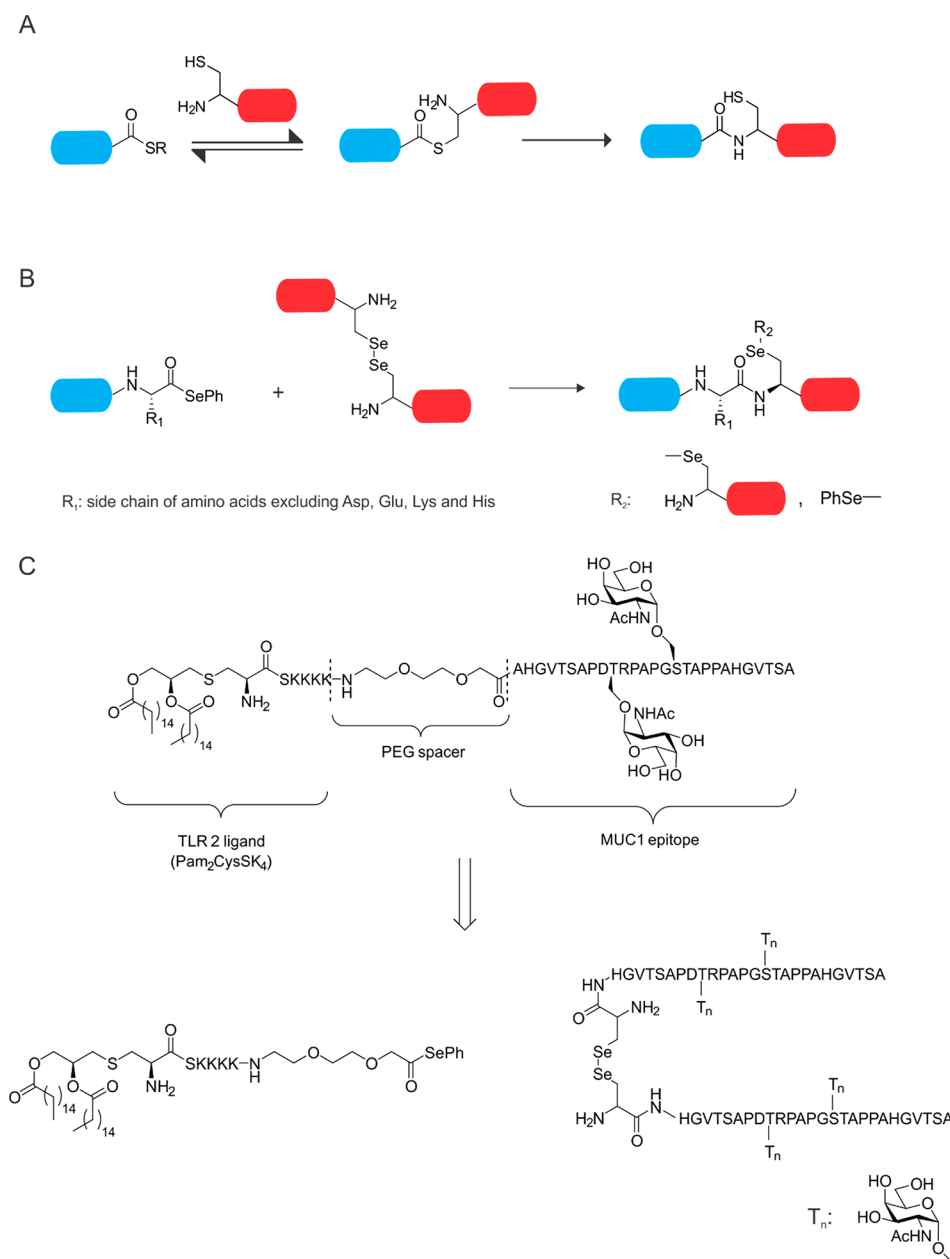 A
HS
H₂N
O
SR
H₂N
O
S
HS
O
N
H
B
NH₂
Se
Se
H₂N
H
N
O
SePh
R₁
+
R₂
Se
H
N
O
N
H
R₁
R₁: side chain of amino acids excluding Asp, Glu, Lys and His
R₂:
Se
H₂N
,
PhSe
C
HO
OH
O
HO
AcHN
O
O
S
SKKKK
N
H
O
O
O
O
AHGVTSAPDTRPAPGSTAPPAHGVTSA
NH₂
O
O
O
O
14
14
O
NHAc
O
O
OH
HO
HO
PEG spacer
TLR 2 ligand
(Pam₂CysSK₄)
MUC1 epitope
Tₙ
HGVTSAPDTRPAPGSTAPPAHGVTSA
Tₙ
HN
O
NH₂
Se
Se
H₂N
O
H
N
Tₙ
HGVTSAPDTRPAPGSTAPPAHGVTSA
Tₙ
O
S
SKKKK
N
H
O
O
SePh
O
NH₂
O
O
O
O
14
14
Tₙ:
HO
OH
O
HO
AcHN
O